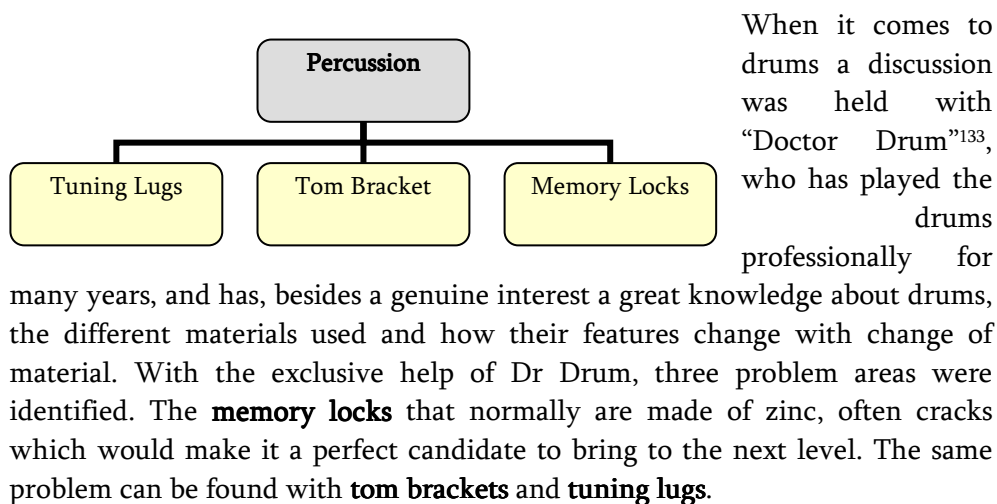 Percussion
Tuning Lugs
Tom Bracket
Memory Locks
When it comes to
drums a discussion
was held with
“Doctor Drum”133,
who has played the
drums
professionally for
many years, and has, besides a genuine interest a great knowledge about drums,
the different materials used and how their features change with change of
material. With the exclusive help of Dr Drum, three problem areas were
identified. The memory locks that normally are made of zinc, often cracks
which would make it a perfect candidate to bring to the next level. The same
problem can be found with tom brackets and tuning lugs.